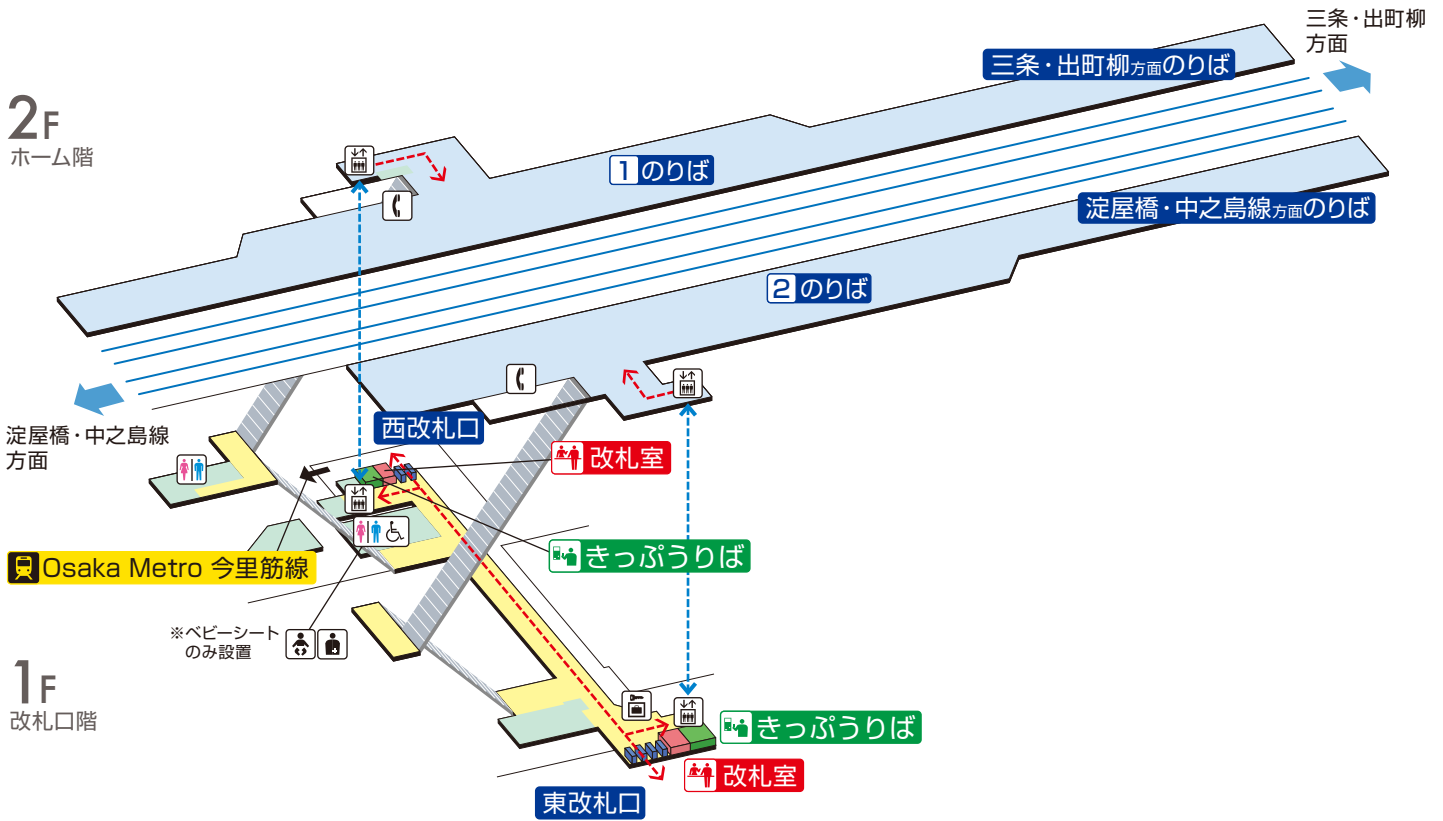 三条・出町柳
方面
三条・出町柳方面のりば
2F
ホーム階
1 のりば
淀屋橋・中之島線方面のりば
2 のりば
淀屋橋・中之島線
方面
西改札口
改札室
きっぷうりば
Osaka Metro 今里筋線
※ベビーシート
のみ設置
1F
改札口階
きっぷうりば
改札室
東改札口